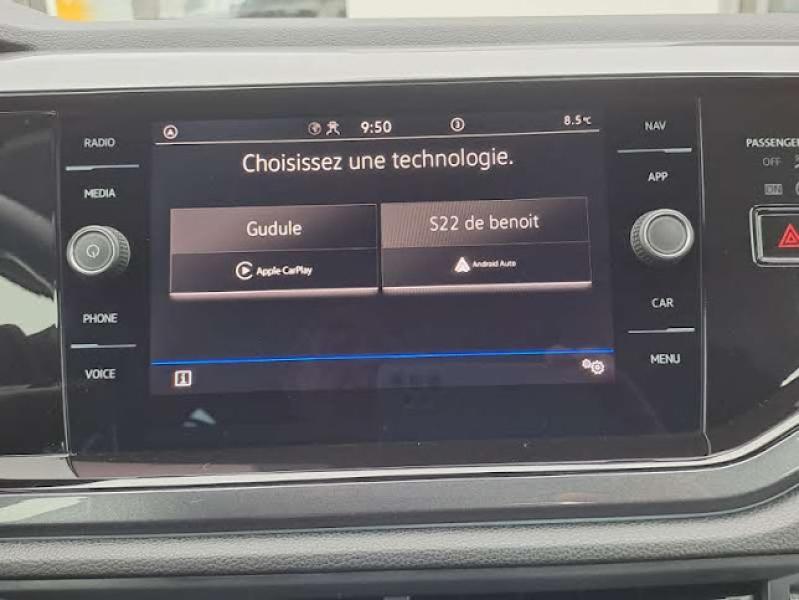 RADIO
MEDIA
PHONE
VOICE
9:50
8.5°C
Choisissez une technologie.
Gudule
Apple CarPlay
S22 de benoit
Android Auto
NAV
APP
CAR
MENU
PASSENGE
OFF
ON